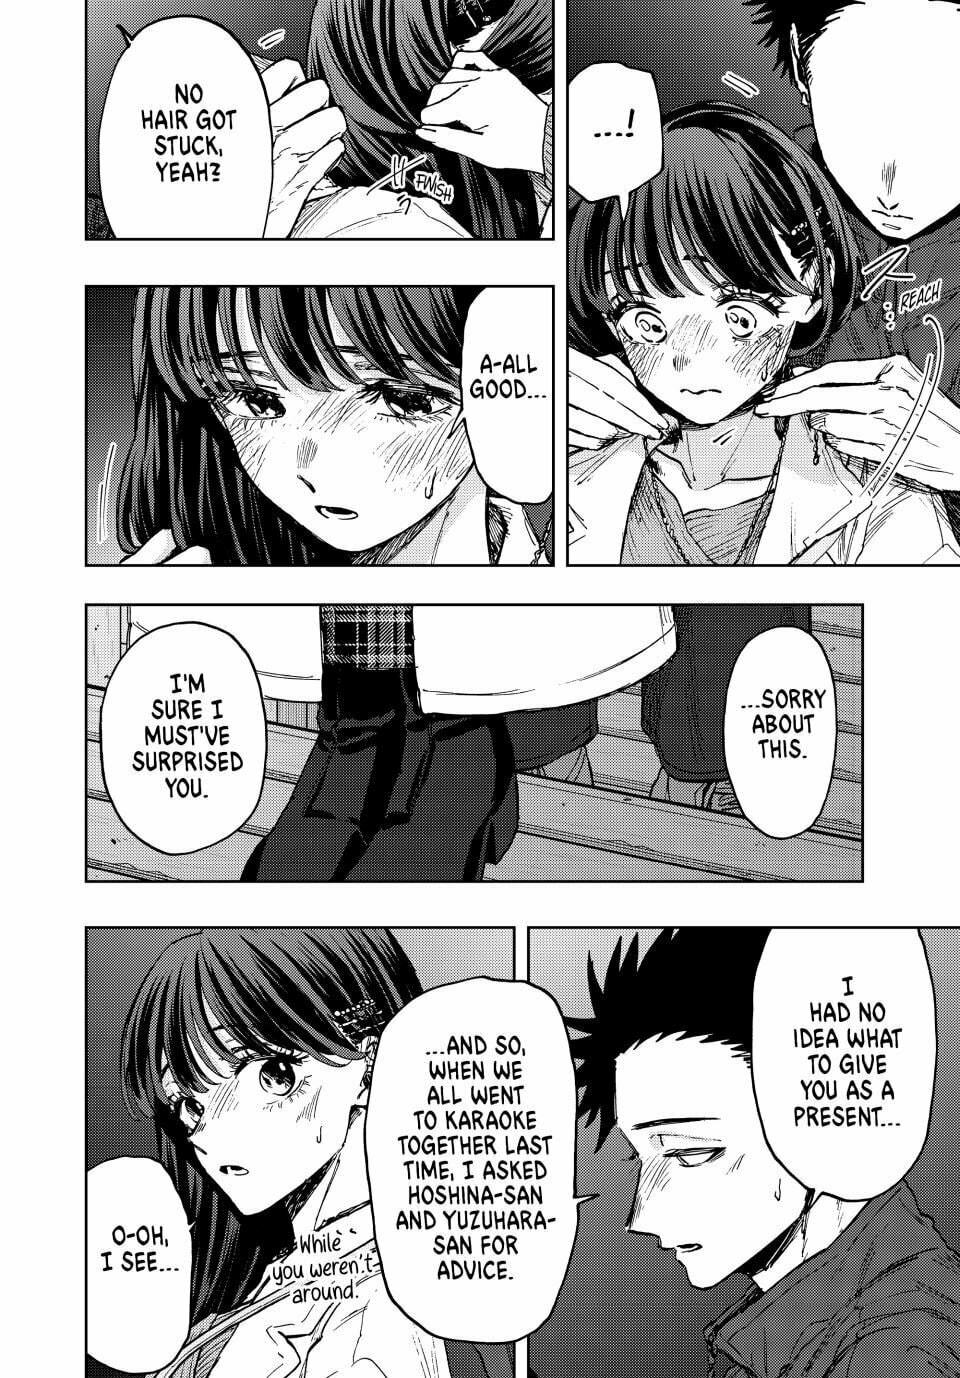 ...!
REACH
NO
HAIR GOT
STUCK,
YEAH?
FINISH
A-ALL
GOOD...
...SORRY
ABOUT
THIS.
I'M
SURE I
MUST'VE
SURPRISED
YOU.
I
HAD NO
IDEA WHAT
TO GIVE
YOU AS A
PRESENT...
...AND SO,
WHEN WE
ALL WENT
TO KARAOKE
TOGETHER LAST
TIME, I ASKED
HOSHINA-SAN
AND YUZUHARA-
SAN FOR
ADVICE.
While
you weren't
around.
O-OH,
I SEE...